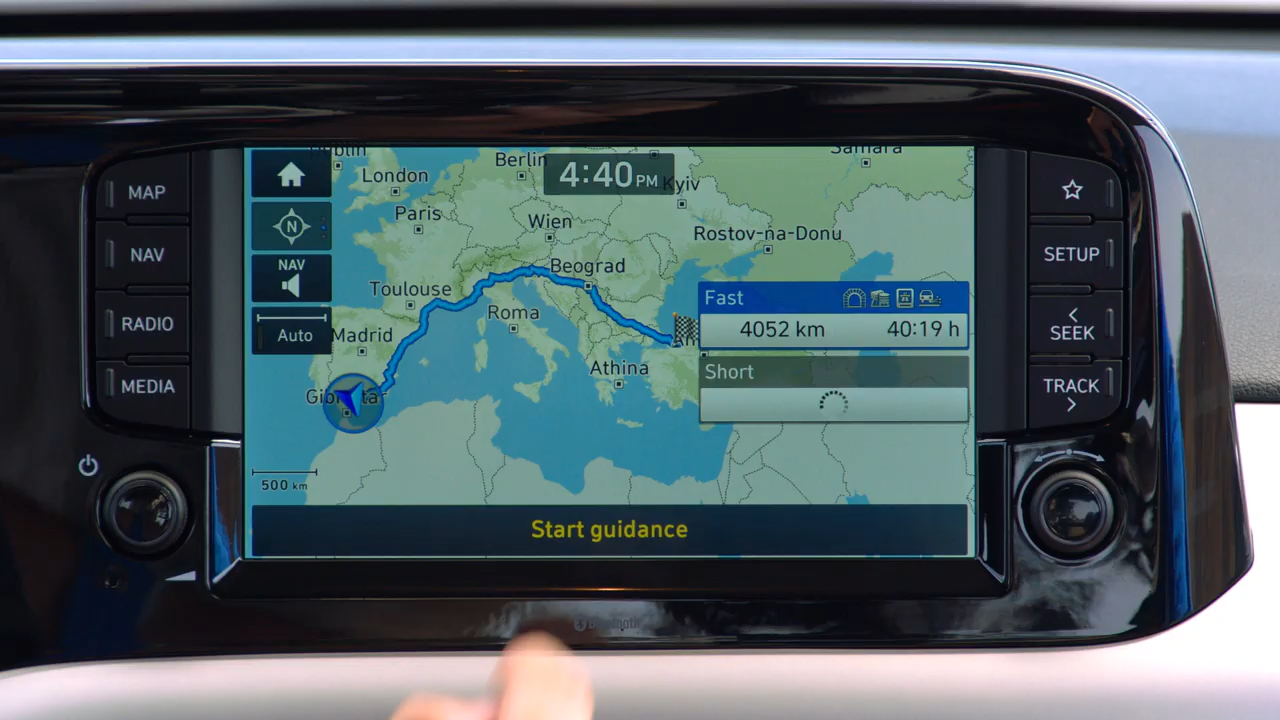 MAP
NAV
RADIO
MEDIA
SETUP
SEEK
TRACK
Berlin
4:40 PM
Kyiv
Samara
London
Paris
Wien
Rostov-na-Donu
NAV
Beograd
Toulouse
Roma
Auto
Madrid
Athina
Fast
4052 km
40:19 h
Short
N
500 km
Start guidance
Bluetooth